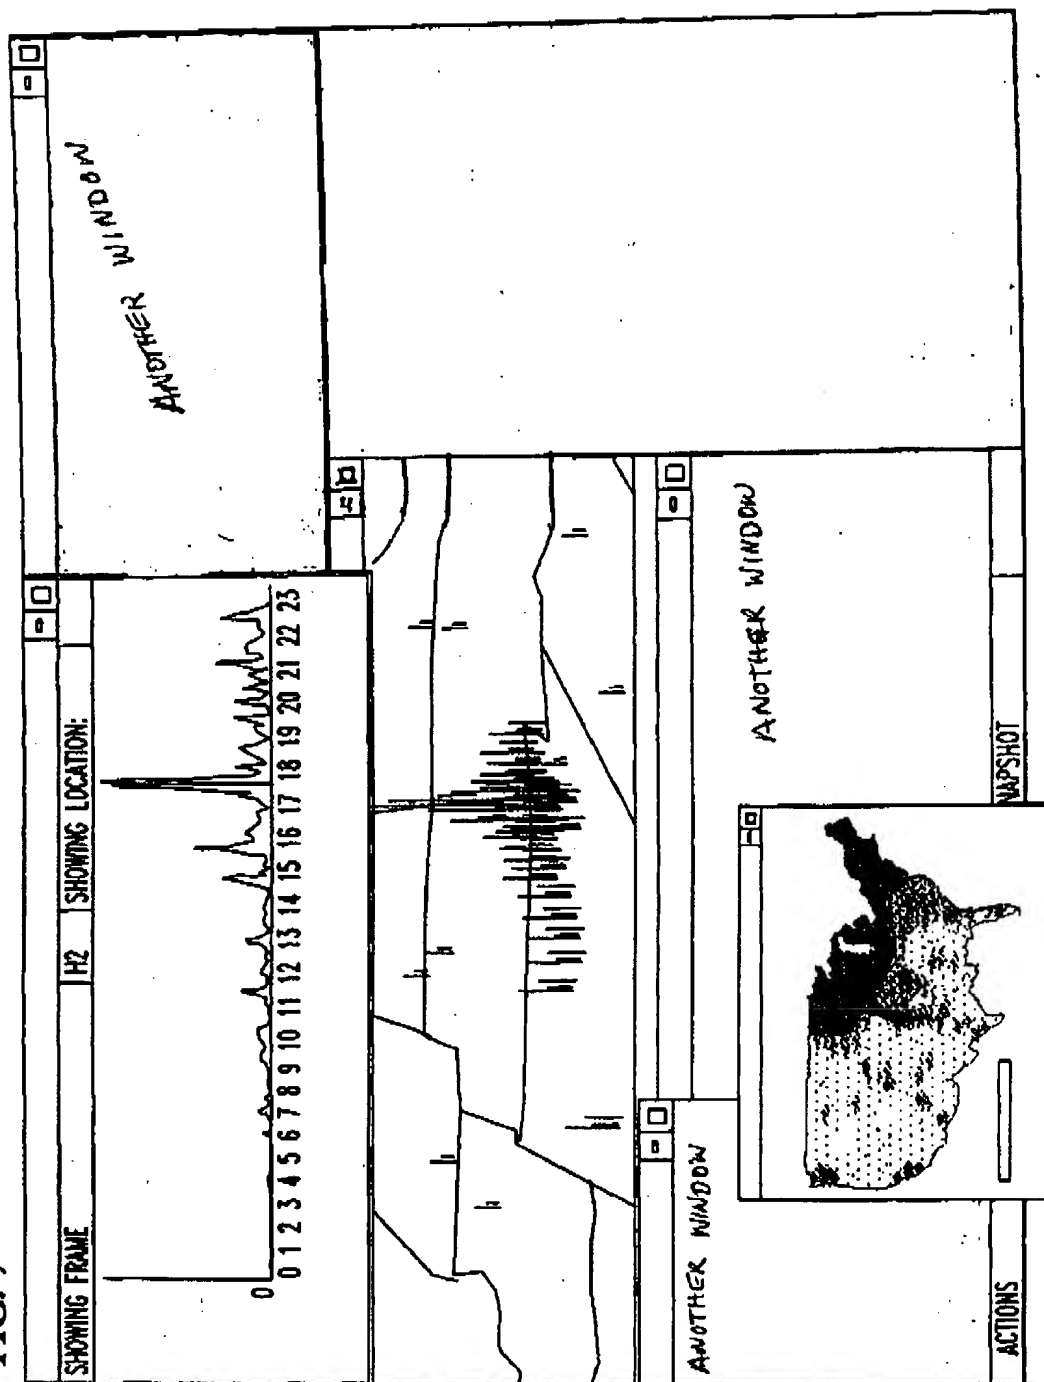 SHOWING FRAME
H2
SHOWING LOCATION:
0
0 1 2 3 4 5 6 7 8 9 10 11 12 13 14 15 16 17 18 19 20 21 22 23
ANOTHER WINDOW
ANOTHER WINDOW
ANOTHER WINDOW
ACTIONS
NAPSHOT